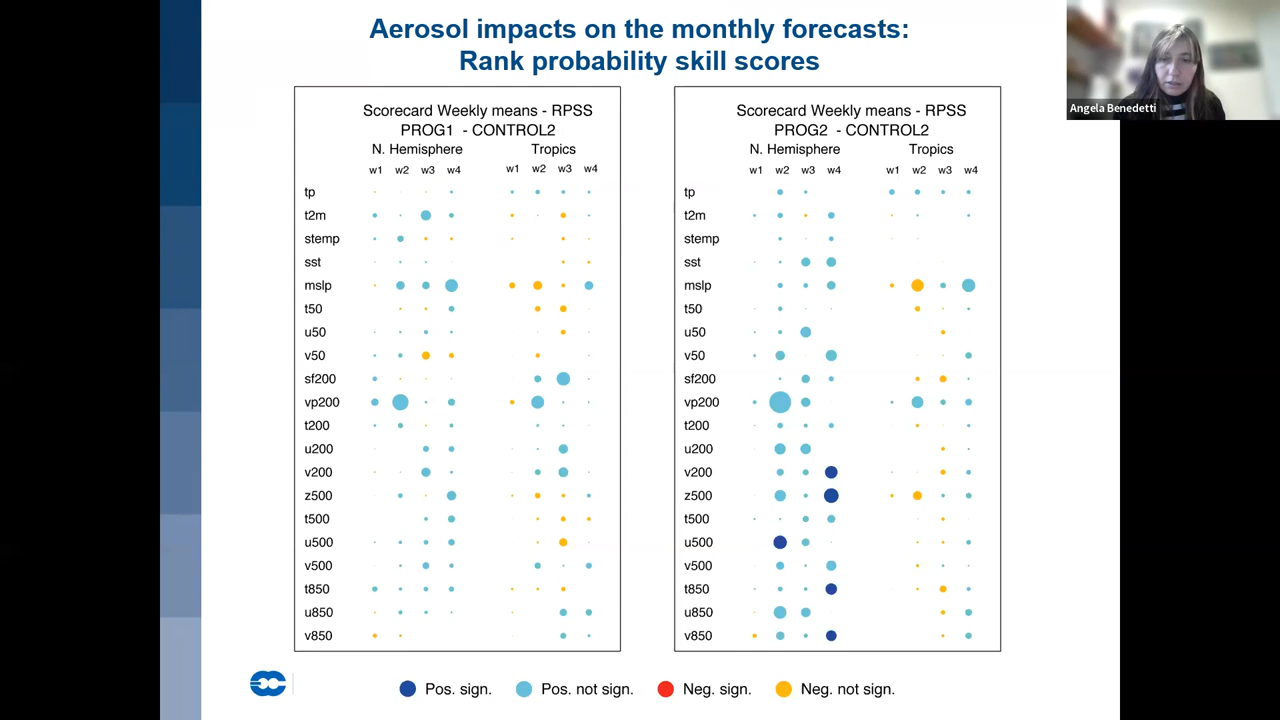 Aerosol impacts on the monthly forecasts:
Rank probability skill scores
Angela Benedetti
Scorecard Weekly means - RPSS
PROG1 - CONTROL2
N. Hemisphere Tropics
w1 w2 w3 w4 w1 w2 w3 w4
tp
t2m
stemp
sst
mslp
t50
u50
v50
sf200
vp200
t200
u200
v200
z500
t500
u500
v500
t850
u850
v850
Scorecard Weekly means - RPSS
PROG2 - CONTROL2
N. Hemisphere Tropics
w1 w2 w3 w4 w1 w2 w3 w4
tp
t2m
stemp
sst
mslp
t50
u50
v50
sf200
vp200
t200
u200
v200
z500
t500
u500
v500
t850
u850
v850
Pos. sign. Pos. not sign. Neg. sign. Neg. not sign.